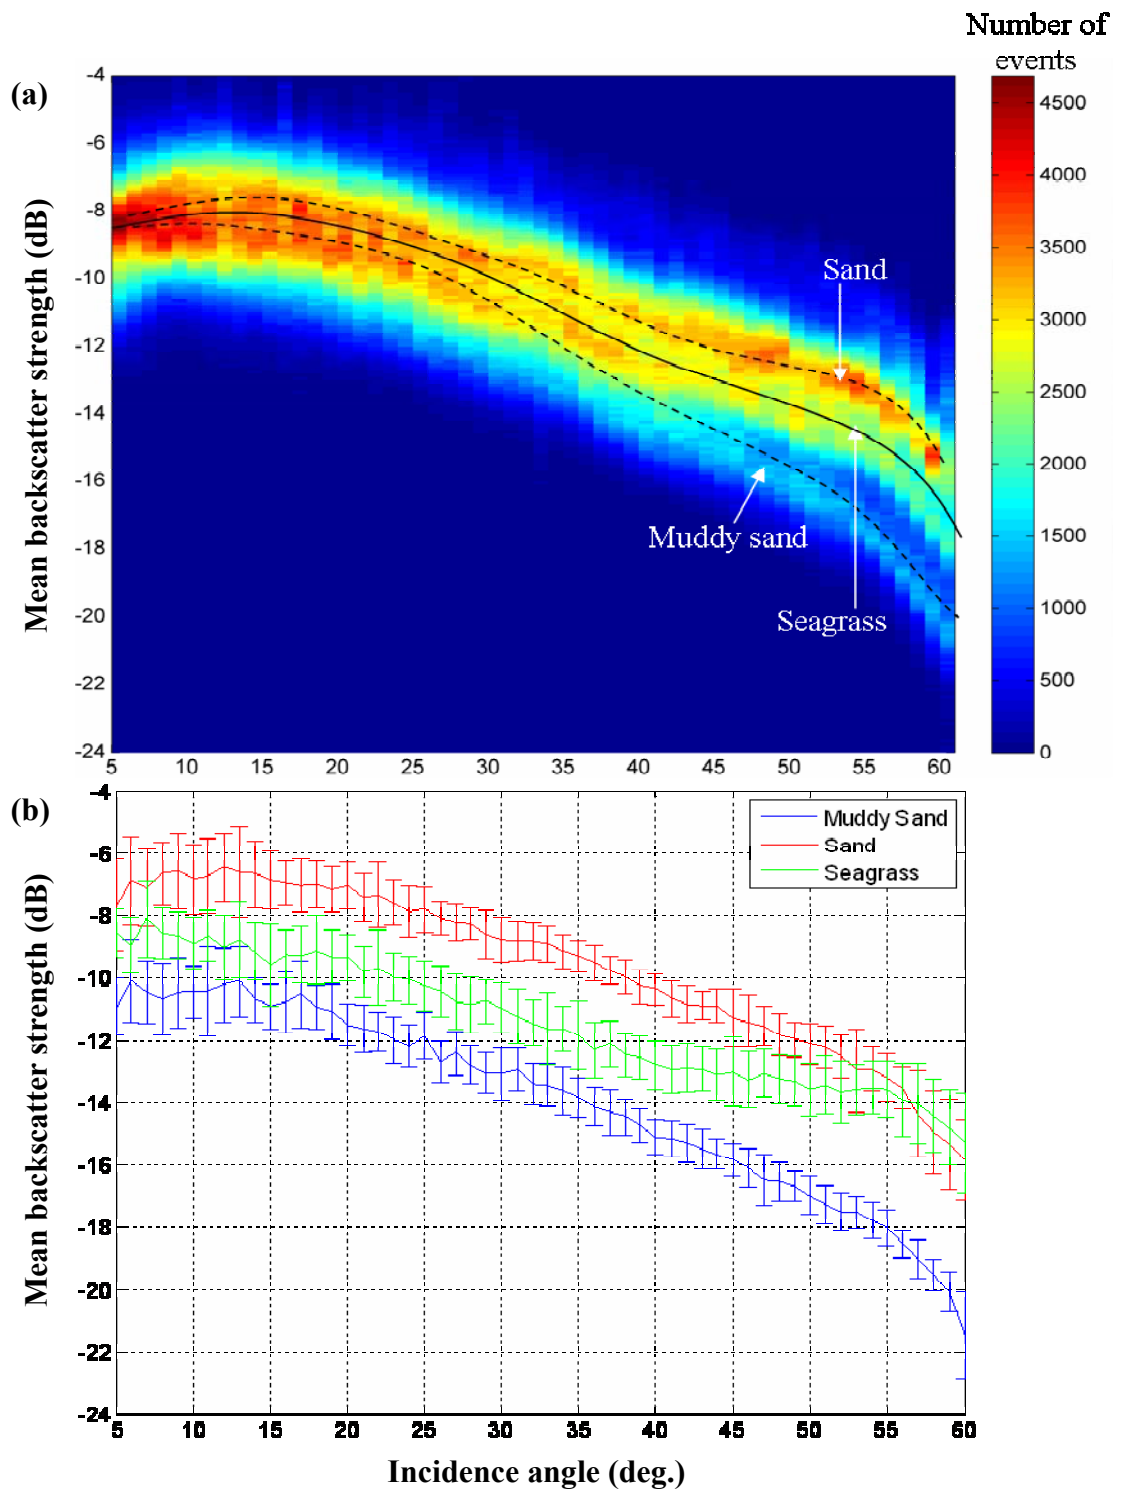 Number of
events
(a)
Mean backscatter strength (dB)
-4
-6
-8
-10
-12
-14
-16
-18
-20
-22
-24
5 10 15 20 25 30 35 40 45 50 55 60
Sand
Muddy sand
Seagrass
4500
4000
3500
3000
2500
2000
1500
1000
500
0
(b)
Mean backscatter strength (dB)
-4
-6
-8
-10
-12
-14
-16
-18
-20
-22
-24
5 10 15 20 25 30 35 40 45 50 55 60
Muddy Sand
Sand
Seagrass
Incidence angle (deg.)